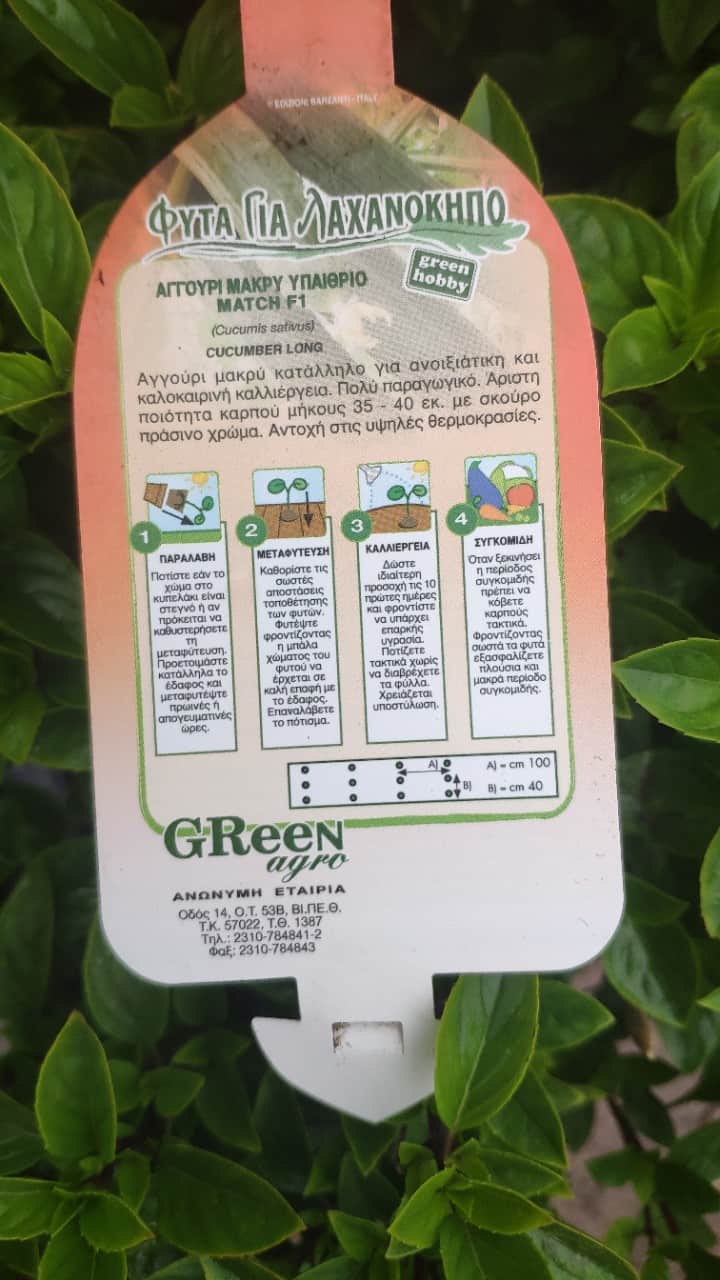 © EDIZIONI BARZANTI - ITALY
ΦΥΤΑ ΓΙΑ ΛΑΧΑΝΟΚΗΠΟ
green
hobby
ΑΓΓΟΥΡΙ ΜΑΚΡΥ ΥΠΑΙΘΡΙΟ
MATCH F1
(Cucumis sativus)
CUCUMBER LONG
Αγγούρι μακρύ κατάλληλο για ανοιξιάτικη και
καλοκαιρινή καλλιέργεια. Πολύ παραγωγικό. Άριστη
ποιότητα καρπού μήκους 35 - 40 εκ. με σκούρο
πράσινο χρώμα. Αντοχή στις υψηλές θερμοκρασίες.
1
ΠΑΡΑΛΑΒΗ
Ποτίστε εάν το
χώμα στο
κυπελάκι είναι
στεγνό ή αν
πρόκειται να
καθυστερήσετε
τη
μεταφύτευση.
Προετοιμάστε
κατάλληλα το
έδαφος και
μεταφυτέψτε
πρωινές ή
απογευματινές
ώρες.
2
ΜΕΤΑΦΥΤΕΥΣΗ
Καθορίστε τις
σωστές
αποστάσεις
τοποθέτησης
των φυτών.
Φυτέψτε
φροντίζοντας
η μπάλα
χώματος του
φυτού να
έρχεται σε
καλή επαφή με
το έδαφος.
Επαναλάβετε
το πότισμα.
3
ΚΑΛΛΙΕΡΓΕΙΑ
Δώστε
ιδιαίτερη
προσοχή τις 10
πρώτες ημέρες
και φροντίστε
να υπάρχει
επαρκής
υγρασία.
Ποτίζετε
τακτικά χωρίς
να διαβρέχετε
τα φύλλα.
Χρειάζεται
υποστύλωση.
4
ΣΥΓΚΟΜΙΔΗ
Όταν ξεκινήσει
η περίοδος
συγκομιδής
πρέπει να
κόβετε
καρπούς
τακτικά.
Φροντίζοντας
σωστά τα φυτά
εξασφαλίζετε
πλούσια και
μακρά περίοδο
συγκομιδής.
A)
B)
A) = cm 100
B) = cm 40
GReeN
agro
ΑΝΩΝΥΜΗ ΕΤΑΙΡΙΑ
Οδός 14, Ο.Τ. 53Β, ΒΙ.ΠΕ.Θ.
Τ.Κ. 57022, Τ.Θ. 1387
Τηλ.: 2310-784841-2
Φαξ: 2310-784843